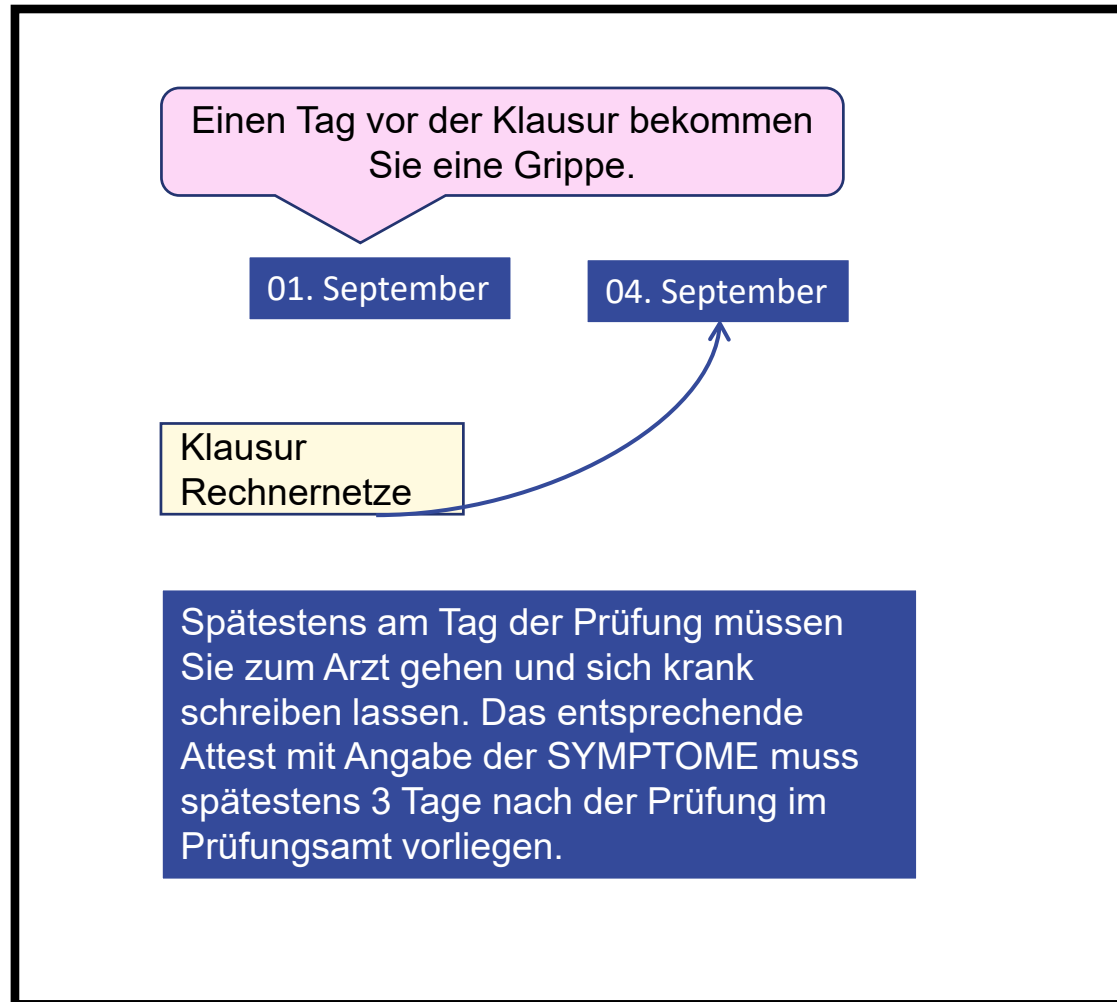 Einen Tag vor der Klausur bekommen
Sie eine Grippe.
01. September
04. September
Klausur
Rechnernetze
Spätestens am Tag der Prüfung müssen
Sie zum Arzt gehen und sich krank
schreiben lassen. Das entsprechende
Attest mit Angabe der SYMPTOME muss
spätestens 3 Tage nach der Prüfung im
Prüfungsamt vorliegen.